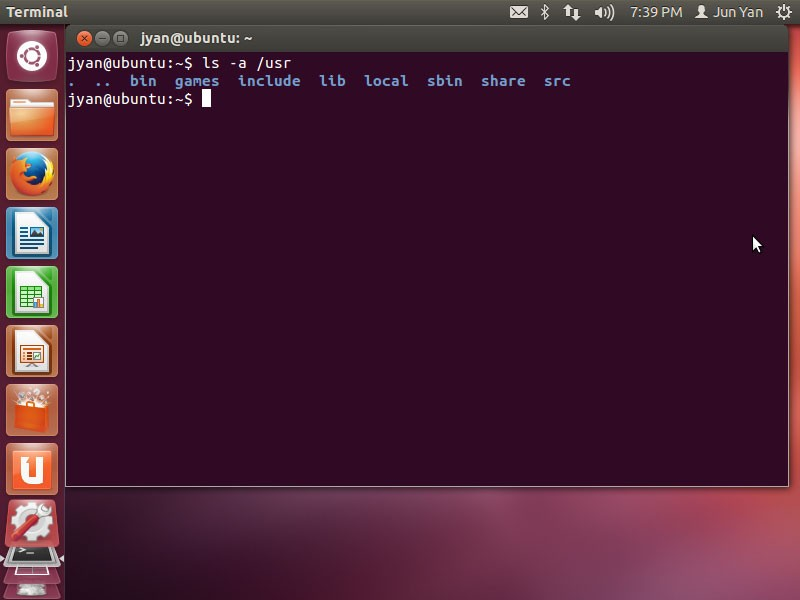 Terminal
7:39 PM Jun Yan
jyan@ubuntu: ~
jyan@ubuntu:~$ ls -a /usr
. .. bin games include lib local sbin share src
jyan@ubuntu:~$